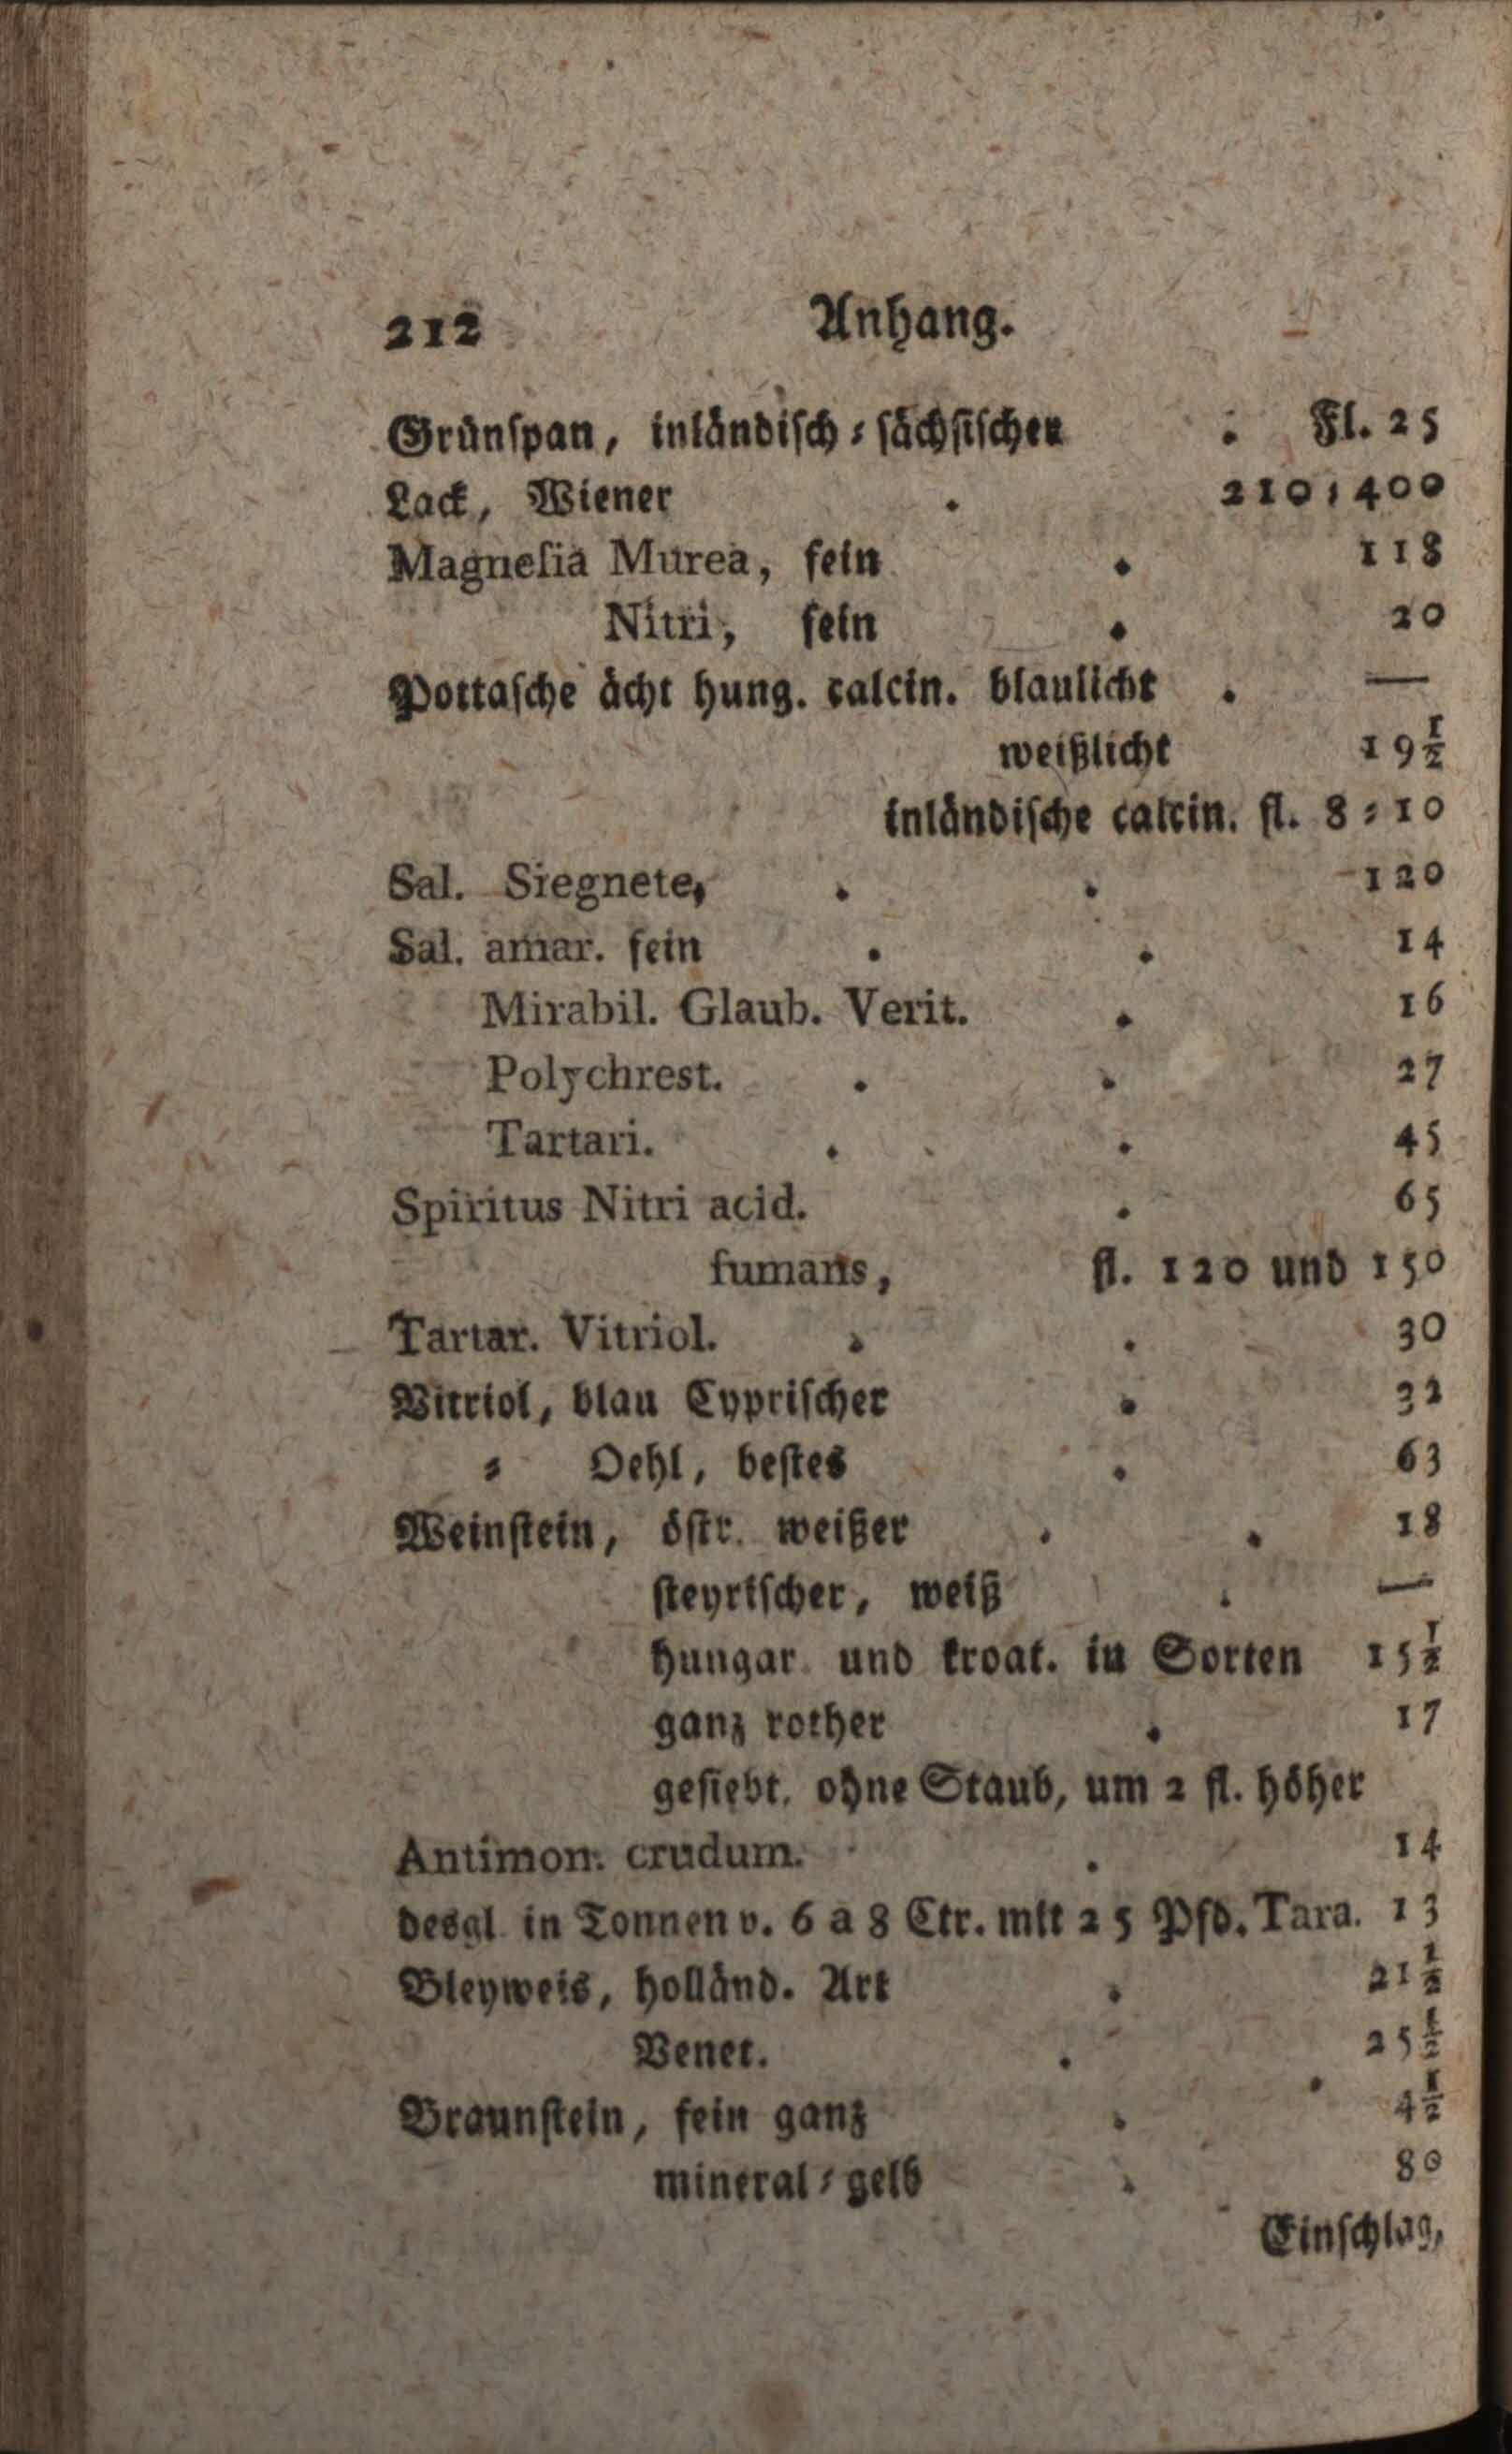 212 Anhang.
Grünſpan, inländiſch⸗ſächſiſcher . Fl. 25
Lack, Wiener . 210⸗400
Magneſia Murea, fein . 118
Nitri, fein . 20
Pottaſche ächt hung. calcin. blaulicht . —
weißlicht 19½
inländiſche calcin. fl. 8⸗10
Sal. Siegnete, . . 120
Sal. amar. fein . . 14
Mirabil. Glaub. Verit. . 16
Polychrest. . . 27
Tartari. . . 45
Spiritus Nitri acid. . 65
fumans, fl. 120 und 150
Tartar. Vitriol. . . 30
Vitriol, blau Cypriſcher . 32
⸗ Oehl, beſtes . 63
Weinſtein, öſtr. weißer . . 18
ſteyriſcher, weiß . —
hungar und kroat. in Sorten 15½
ganz rother . 17
geſiebt. ohne Staub, um 2 fl. höher
Antimon. crudum. . 14
desgl in Tonnen v. 6 a 8 Ctr. mit 25 Pfd. Tara. 13
Bleyweis, holländ. Art . 21½
Venet. . 25½
Braunſtein, fein ganz . 4½
mineral⸗gelb . 80
Einſchlag,